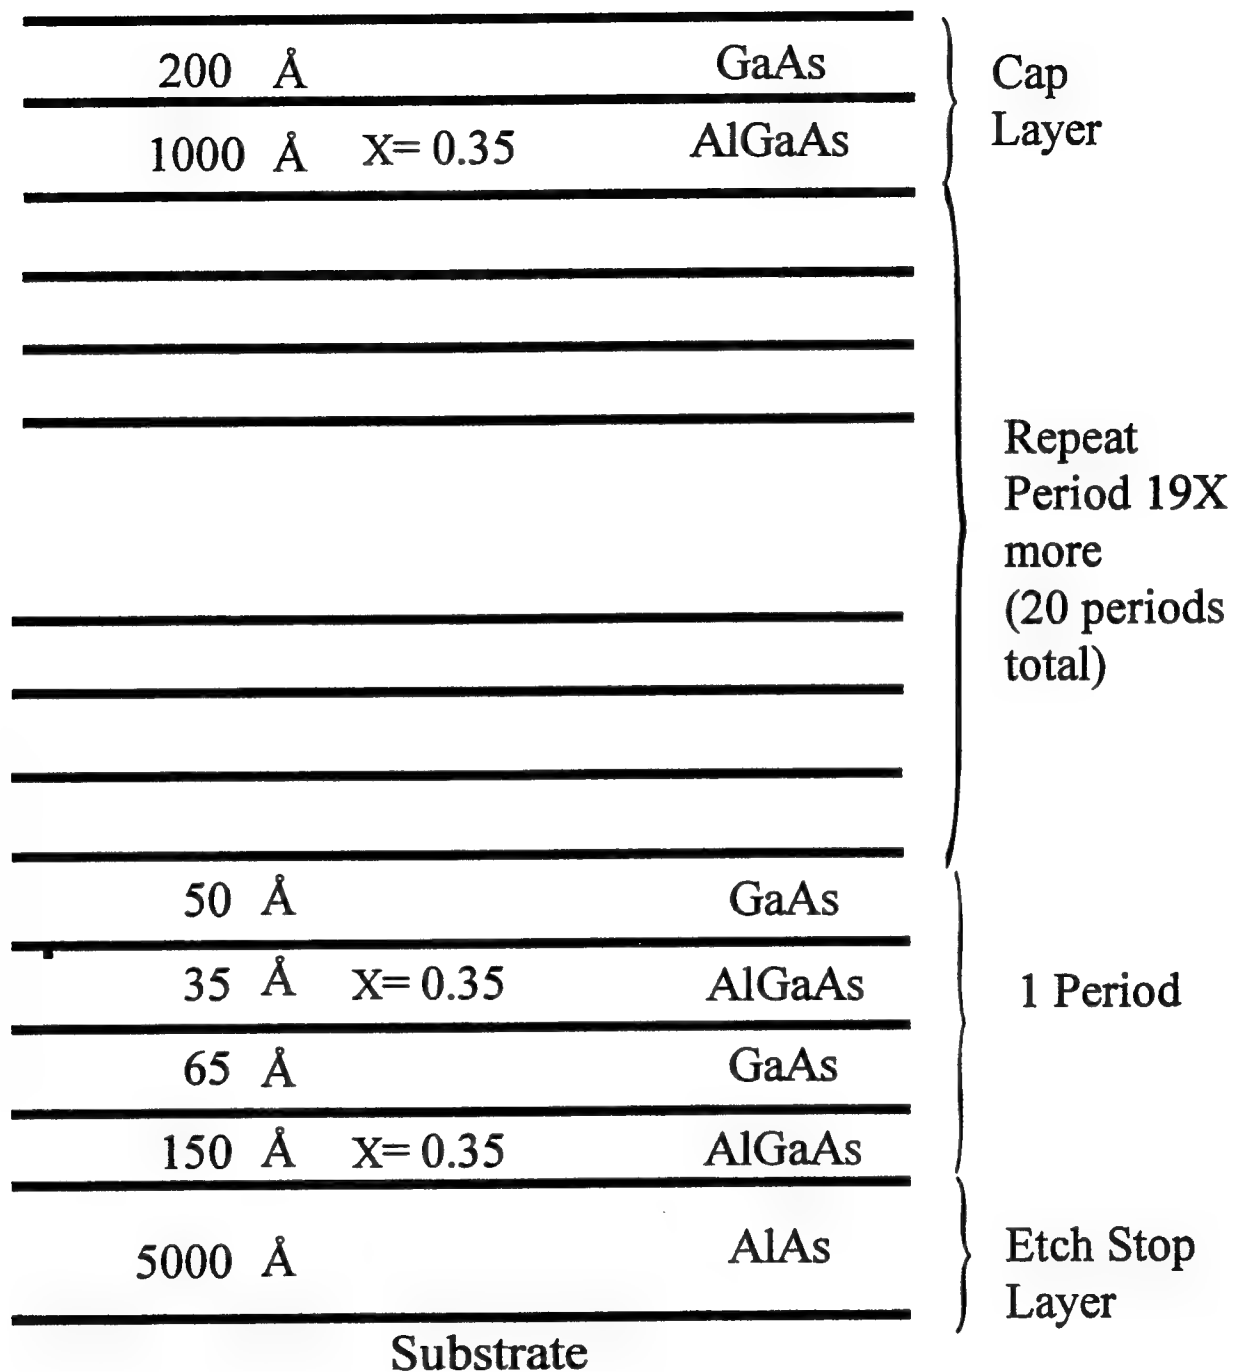 200 Å GaAs
Cap
Layer
1000 Å X= 0.35 AlGaAs
Repeat
Period 19X
more
(20 periods
total)
50 Å GaAs
35 Å X= 0.35 AlGaAs
1 Period
65 Å GaAs
150 Å X= 0.35 AlGaAs
5000 Å AlAs
Etch Stop
Layer
Substrate